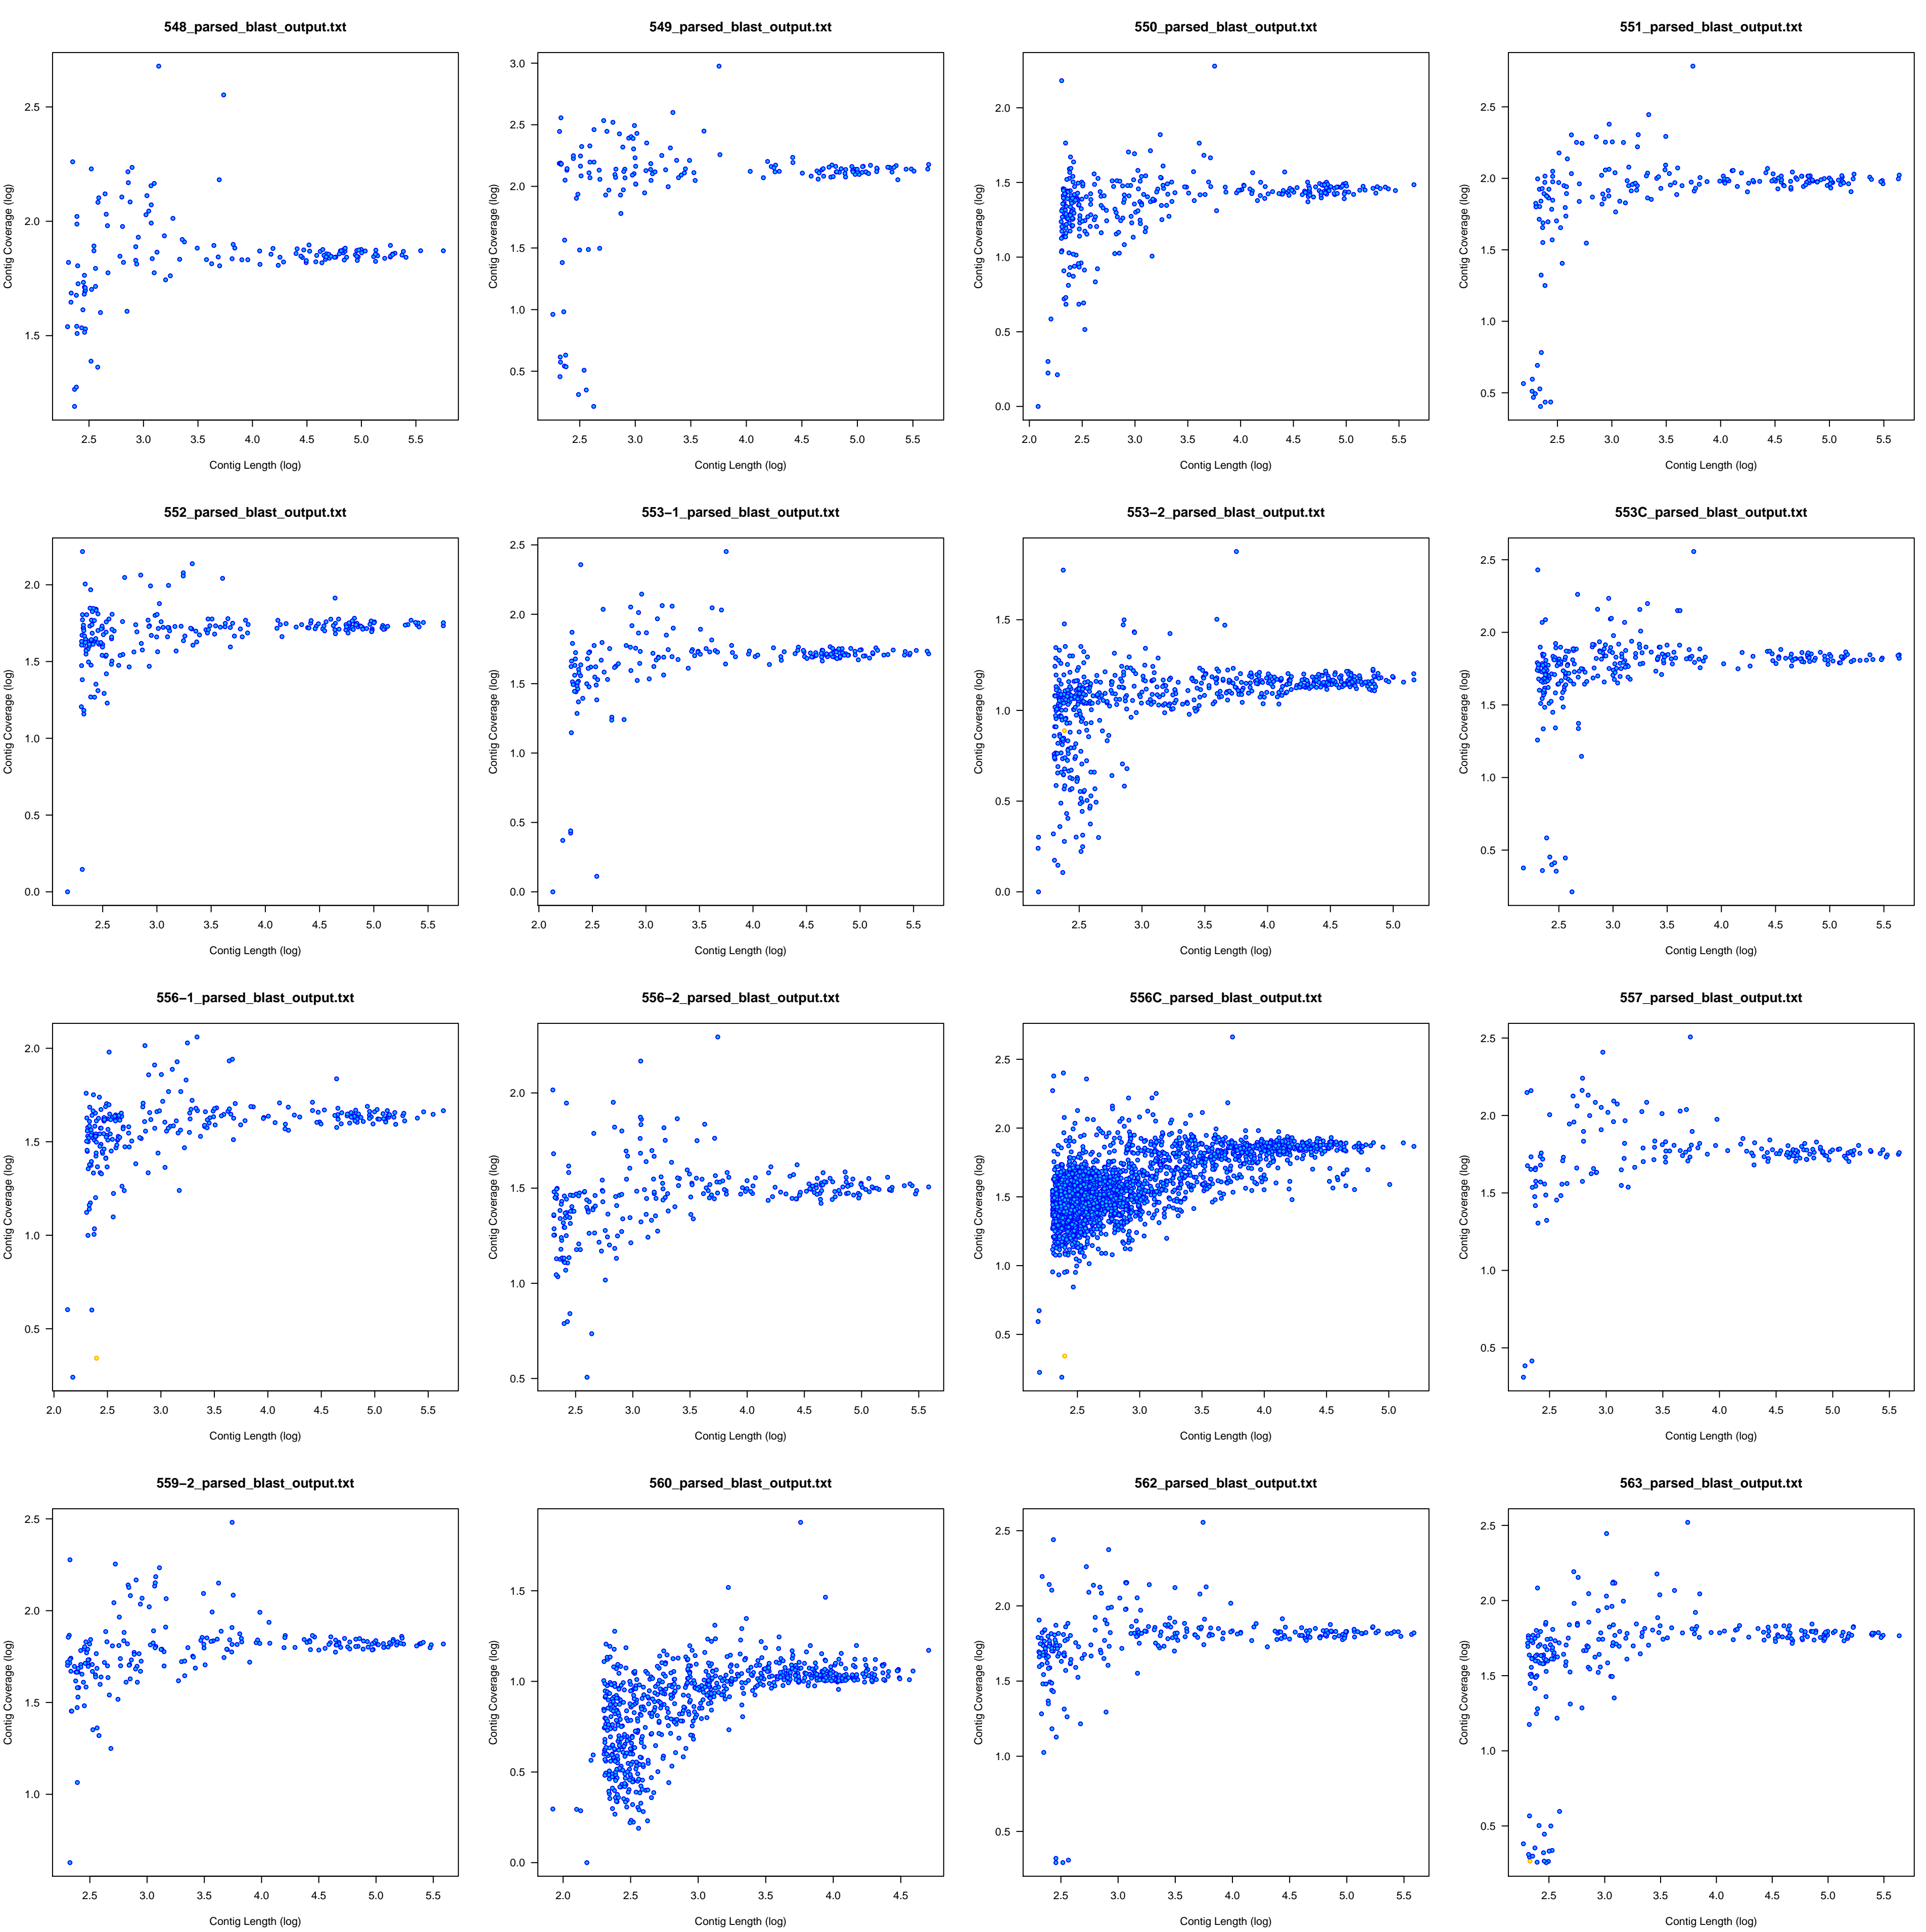 548_parsed_blast_output.txt
Contig Coverage (log)
2.5
2.0
1.5
2.5 3.0 3.5 4.0 4.5 5.0 5.5
Contig Length (log)
549_parsed_blast_output.txt
Contig Coverage (log)
3.0
2.5
2.0
1.5
1.0
0.5
2.5 3.0 3.5 4.0 4.5 5.0 5.5
Contig Length (log)
550_parsed_blast_output.txt
Contig Coverage (log)
2.0
1.5
1.0
0.5
0.0
2.0 2.5 3.0 3.5 4.0 4.5 5.0 5.5
Contig Length (log)
551_parsed_blast_output.txt
Contig Coverage (log)
2.5
2.0
1.5
1.0
0.5
2.5 3.0 3.5 4.0 4.5 5.0 5.5
Contig Length (log)
552_parsed_blast_output.txt
Contig Coverage (log)
2.0
1.5
1.0
0.5
0.0
2.5 3.0 3.5 4.0 4.5 5.0 5.5
Contig Length (log)
553−1_parsed_blast_output.txt
Contig Coverage (log)
2.5
2.0
1.5
1.0
0.5
0.0
2.0 2.5 3.0 3.5 4.0 4.5 5.0 5.5
Contig Length (log)
553−2_parsed_blast_output.txt
Contig Coverage (log)
1.5
1.0
0.5
0.0
2.5 3.0 3.5 4.0 4.5 5.0
Contig Length (log)
553C_parsed_blast_output.txt
Contig Coverage (log)
2.5
2.0
1.5
1.0
0.5
2.5 3.0 3.5 4.0 4.5 5.0 5.5
Contig Length (log)
556−1_parsed_blast_output.txt
Contig Coverage (log)
2.0
1.5
1.0
0.5
2.0 2.5 3.0 3.5 4.0 4.5 5.0 5.5
Contig Length (log)
556−2_parsed_blast_output.txt
Contig Coverage (log)
2.0
1.5
1.0
0.5
2.5 3.0 3.5 4.0 4.5 5.0 5.5
Contig Length (log)
556C_parsed_blast_output.txt
Contig Coverage (log)
2.5
2.0
1.5
1.0
0.5
2.5 3.0 3.5 4.0 4.5 5.0
Contig Length (log)
557_parsed_blast_output.txt
Contig Coverage (log)
2.5
2.0
1.5
1.0
0.5
2.5 3.0 3.5 4.0 4.5 5.0 5.5
Contig Length (log)
559−2_parsed_blast_output.txt
Contig Coverage (log)
2.5
2.0
1.5
1.0
2.5 3.0 3.5 4.0 4.5 5.0 5.5
Contig Length (log)
560_parsed_blast_output.txt
Contig Coverage (log)
1.5
1.0
0.5
0.0
2.0 2.5 3.0 3.5 4.0 4.5
Contig Length (log)
562_parsed_blast_output.txt
Contig Coverage (log)
2.5
2.0
1.5
1.0
0.5
2.5 3.0 3.5 4.0 4.5 5.0 5.5
Contig Length (log)
563_parsed_blast_output.txt
Contig Coverage (log)
2.5
2.0
1.5
1.0
0.5
2.5 3.0 3.5 4.0 4.5 5.0 5.5
Contig Length (log)